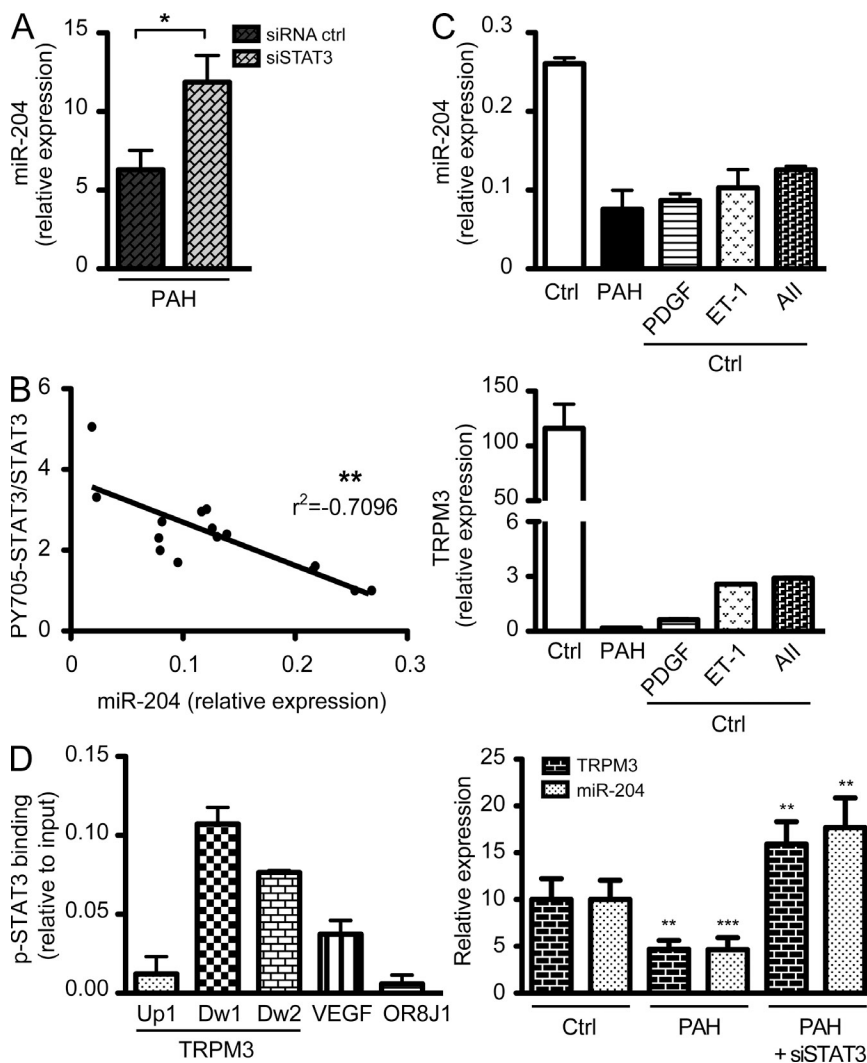 A
miR-204
(relative expression)
15
10
5
0
*
siRNA ctrl
siSTAT3
PAH
C
miR-204
(relative expression)
0.3
0.2
0.1
0
Ctrl
PAH
PDGF
ET-1
AII
Ctrl
B
PY705-STAT3/STAT3
6
4
2
0
**
r²=-0.7096
0
0.1
0.2
0.3
miR-204 (relative expression)
TRPM3
(relative expression)
150
100
50
6
3
0
Ctrl
PAH
PDGF
ET-1
AII
Ctrl
D
p-STAT3 binding
(relative to input)
0.15
0.10
0.05
0.00
Up1
Dw1
Dw2
VEGF
OR8J1
TRPM3
Relative expression
25
20
15
10
5
0
TRPM3
miR-204
**
***
**
**
Ctrl
PAH
PAH
+ siSTAT3